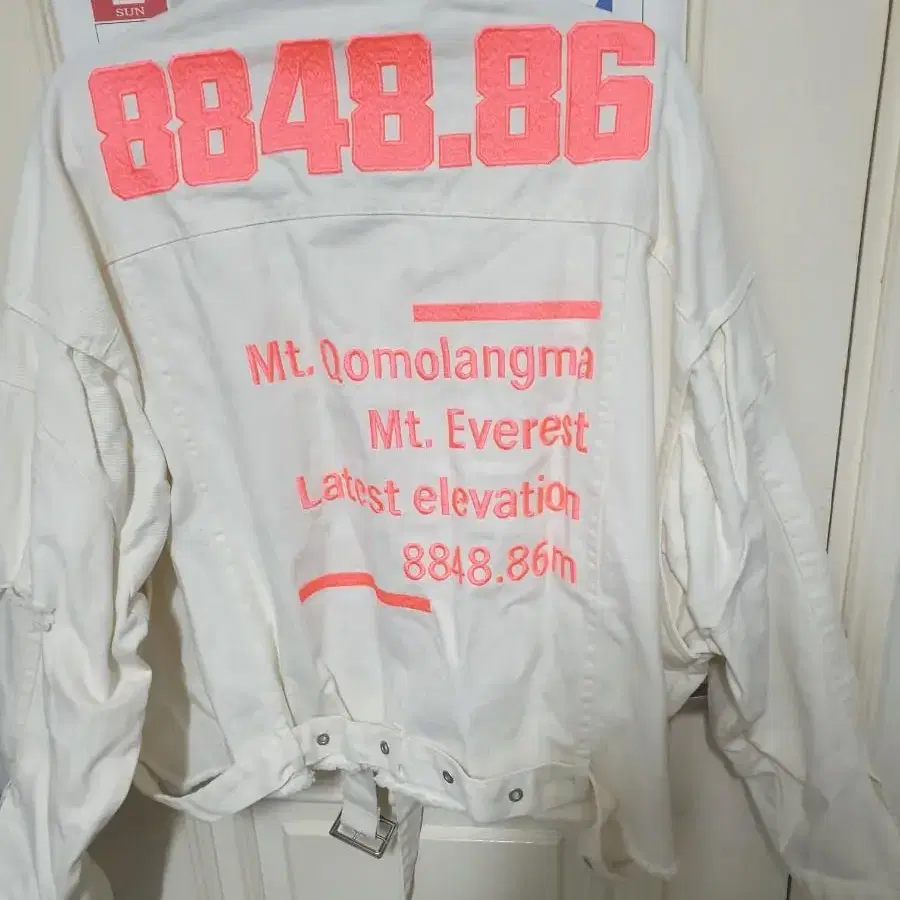 SUN
8848.86
Mt. Qomolangma
Mt. Everest
Latest elevation
8848.86m